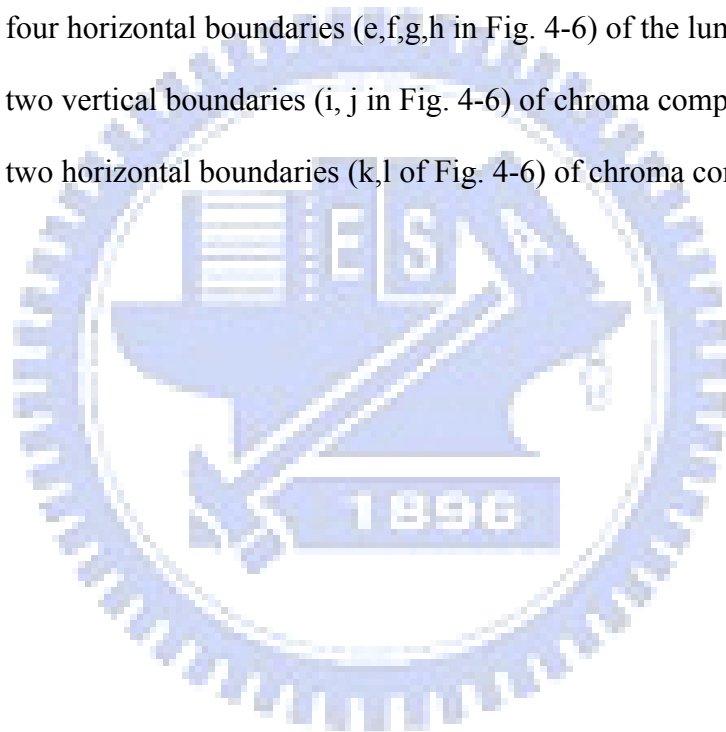 four horizontal boundaries (e,f,g,h in Fig. 4-6) of the lum
two vertical boundaries (i, j in Fig. 4-6) of chroma comp
two horizontal boundaries (k,l of Fig. 4-6) of chroma con
E S A
1896